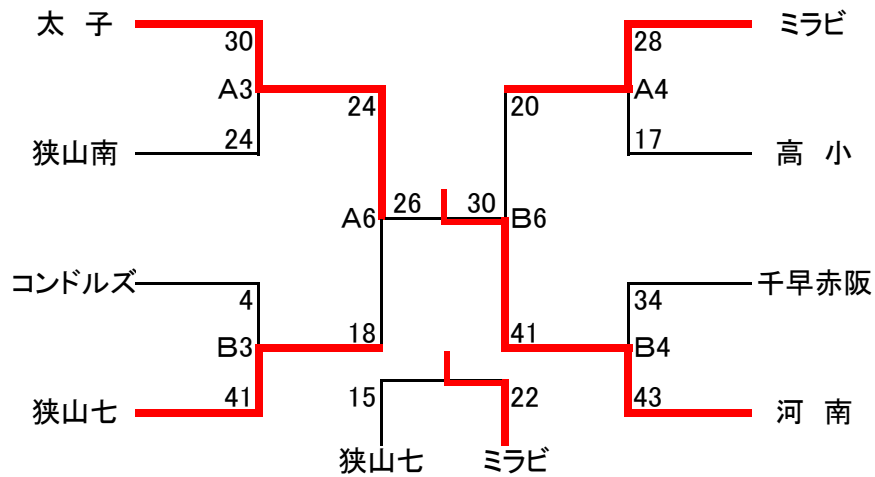 太 子
30
ミラビ
28
A3
24
20
A4
狭山南
24
17
高 小
A6
26
30
B6
コンドルズ
4
34
千早赤阪
B3
18
41
B4
狭山七
41
15
22
43
河 南
狭山七
ミラビ